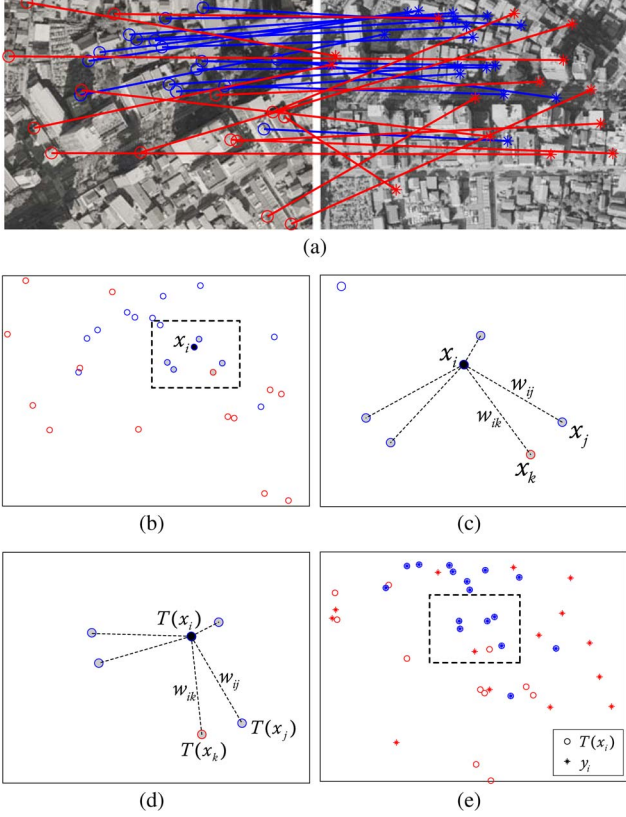 (a)
x_i
(b)
x_i
w_ij
w_ik
x_j
x_k
(c)
T(x_i)
w_ij
w_ik
T(x_j)
T(x_k)
(d)
T(x_i)
y_i
(e)